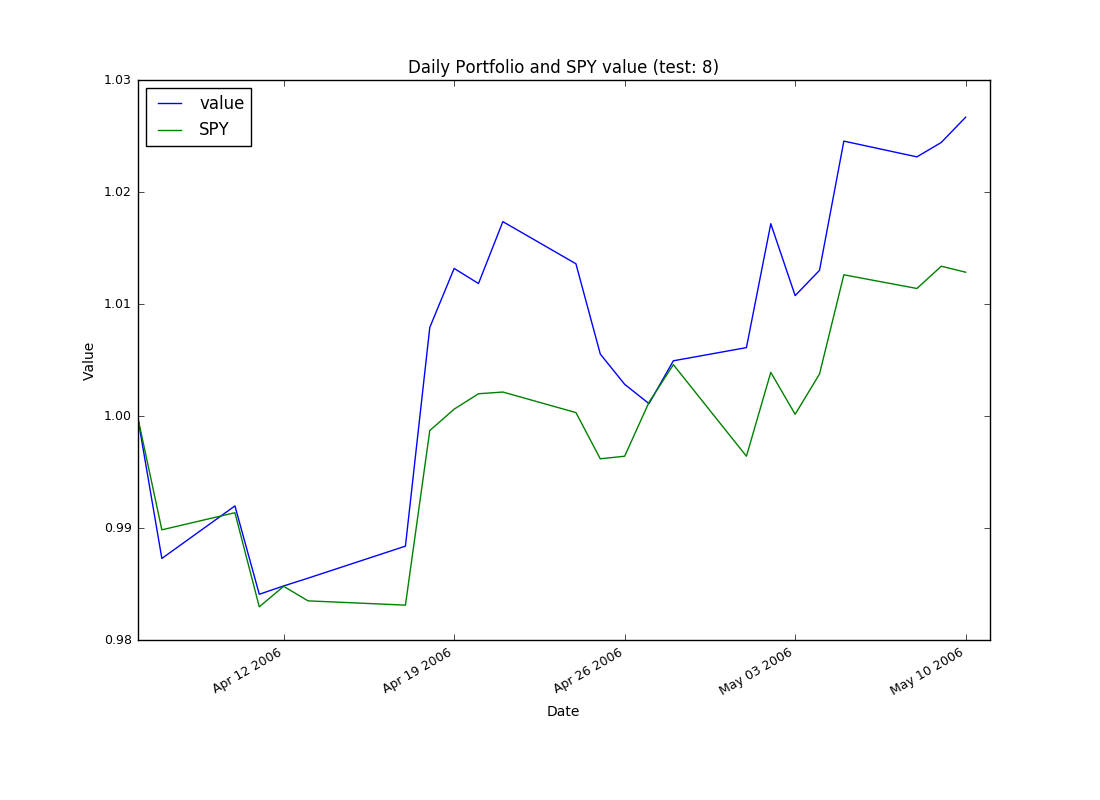 Daily Portfolio and SPY value (test: 8)
1.03
value
SPY
1.02
1.01
Value
1.00
0.99
0.98
Apr 12 2006
Apr 19 2006
Apr 26 2006
May 03 2006
May 10 2006
Date